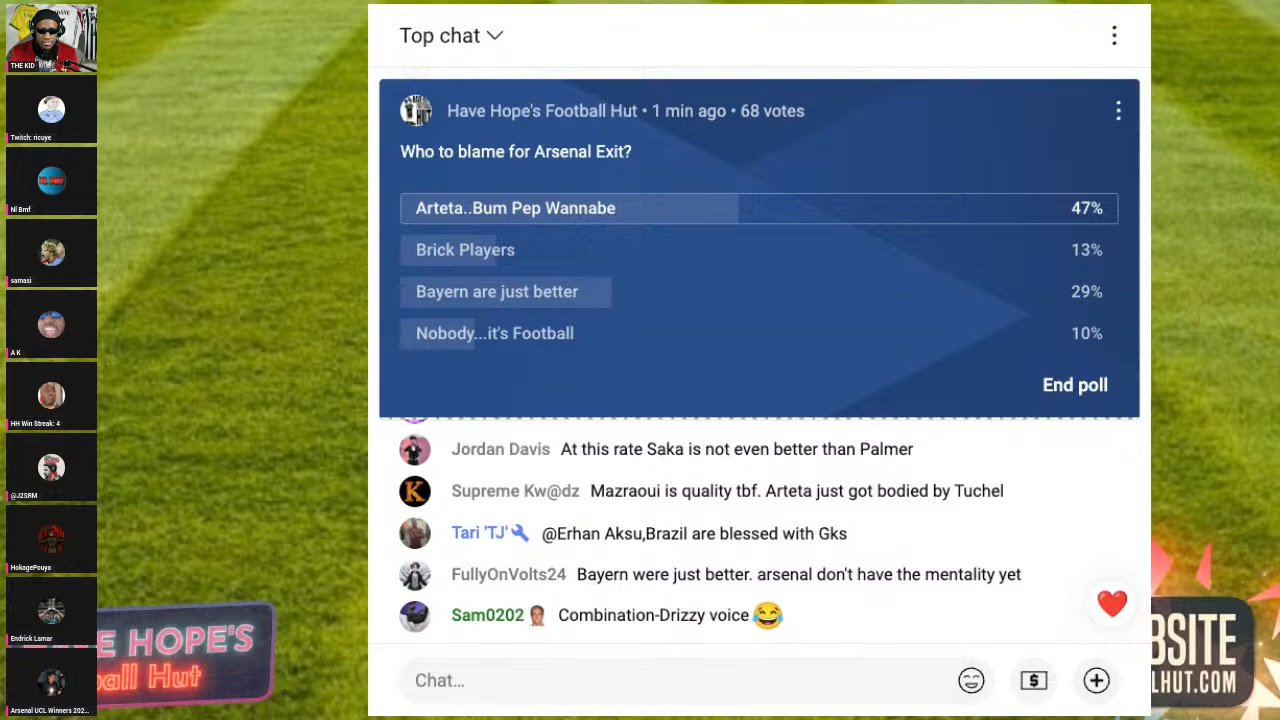 THE KID
Twitch: ricuye
Nl Bmf
samasi
A K
HH Win Streak: 4
@J2SRM
HokagePouya
Endrick Lamar
Arsenal UCL Winners 202...
Top chat
Have Hope's Football Hut • 1 min ago • 68 votes
Who to blame for Arsenal Exit?
Arteta..Bum Pep Wannabe 47%
Brick Players 13%
Bayern are just better 29%
Nobody...it's Football 10%
End poll
Jordan Davis At this rate Saka is not even better than Palmer
Supreme Kw@dz Mazraoui is quality tbf. Arteta just got bodied by Tuchel
Tari 'TJ' @Erhan Aksu,Brazil are blessed with Gks
FullyOnVolts24 Bayern were just better. arsenal don't have the mentality yet
Sam0202 Combination-Drizzy voice 😂
Chat...
E HOPE'S
ball Hut
BSITE
LHUT.COM